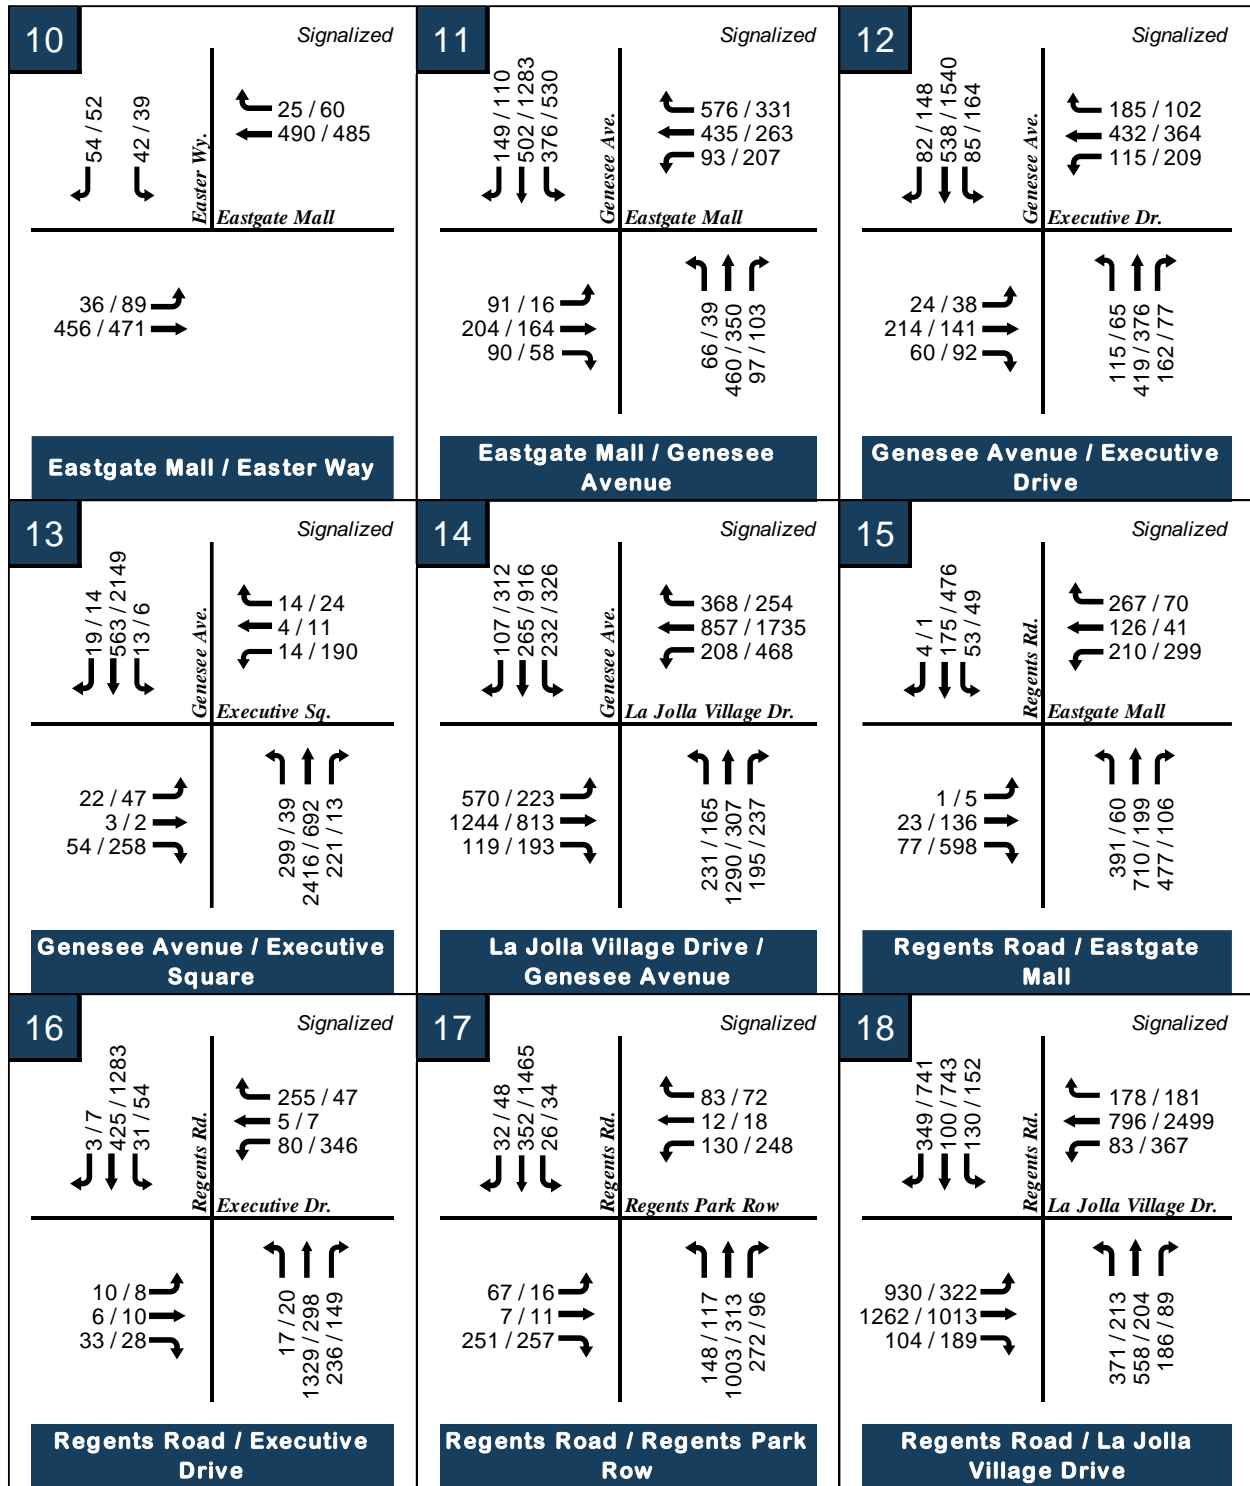 10
Signalized
54 / 52
42 / 39
Easter Wy.
25 / 60
490 / 485
Eastgate Mall
36 / 89
456 / 471
Eastgate Mall / Easter Way
11
Signalized
149 / 110
502 / 1283
376 / 530
Genesee Ave.
576 / 331
435 / 263
93 / 207
Eastgate Mall
91 / 16
204 / 164
90 / 58
66 / 39
460 / 350
97 / 103
Eastgate Mall / Genesee
Avenue
12
Signalized
82 / 148
538 / 1540
85 / 164
Genesee Ave.
185 / 102
432 / 364
115 / 209
Executive Dr.
24 / 38
214 / 141
60 / 92
115 / 65
419 / 376
162 / 77
Genesee Avenue / Executive
Drive
13
Signalized
19 / 14
563 / 2149
13 / 6
Genesee Ave.
14 / 24
4 / 11
14 / 190
Executive Sq.
22 / 47
3 / 2
54 / 258
299 / 39
2416 / 692
221 / 13
Genesee Avenue / Executive
Square
14
Signalized
107 / 312
265 / 916
232 / 326
Genesee Ave.
368 / 254
857 / 1735
208 / 468
La Jolla Village Dr.
570 / 223
1244 / 813
119 / 193
231 / 165
1290 / 307
195 / 237
La Jolla Village Drive /
Genesee Avenue
15
Signalized
4 / 1
175 / 476
53 / 49
Regents Rd.
267 / 70
126 / 41
210 / 299
Eastgate Mall
1 / 5
23 / 136
77 / 598
391 / 60
710 / 199
477 / 106
Regents Road / Eastgate
Mall
16
Signalized
3 / 7
425 / 1283
31 / 54
Regents Rd.
255 / 47
5 / 7
80 / 346
Executive Dr.
10 / 8
6 / 10
33 / 28
17 / 20
1329 / 298
236 / 149
Regents Road / Executive
Drive
17
Signalized
32 / 48
352 / 1465
26 / 34
Regents Rd.
83 / 72
12 / 18
130 / 248
Regents Park Row
67 / 16
7 / 11
251 / 257
148 / 117
1003 / 313
272 / 96
Regents Road / Regents Park
Row
18
Signalized
349 / 741
100 / 743
130 / 152
Regents Rd.
178 / 181
796 / 2499
83 / 367
La Jolla Village Dr.
930 / 322
1262 / 1013
104 / 189
371 / 213
558 / 204
186 / 89
Regents Road / La Jolla
Village Drive